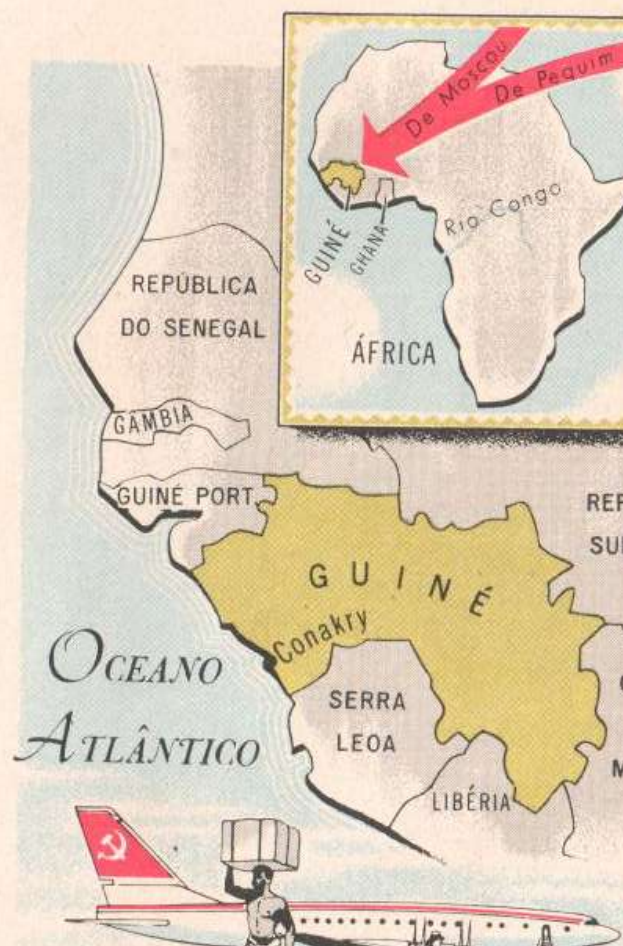 De Moscou
De Pequim
Rio Congo
GUINÉ
GHANA
ÁFRICA
REPÚBLICA
DO SENEGAL
GÂMBIA
GUINÉ PORT.
GUINÉ
Conakry
OCEANO
ATLÂNTICO
SERRA
LEOA
LIBÉRIA